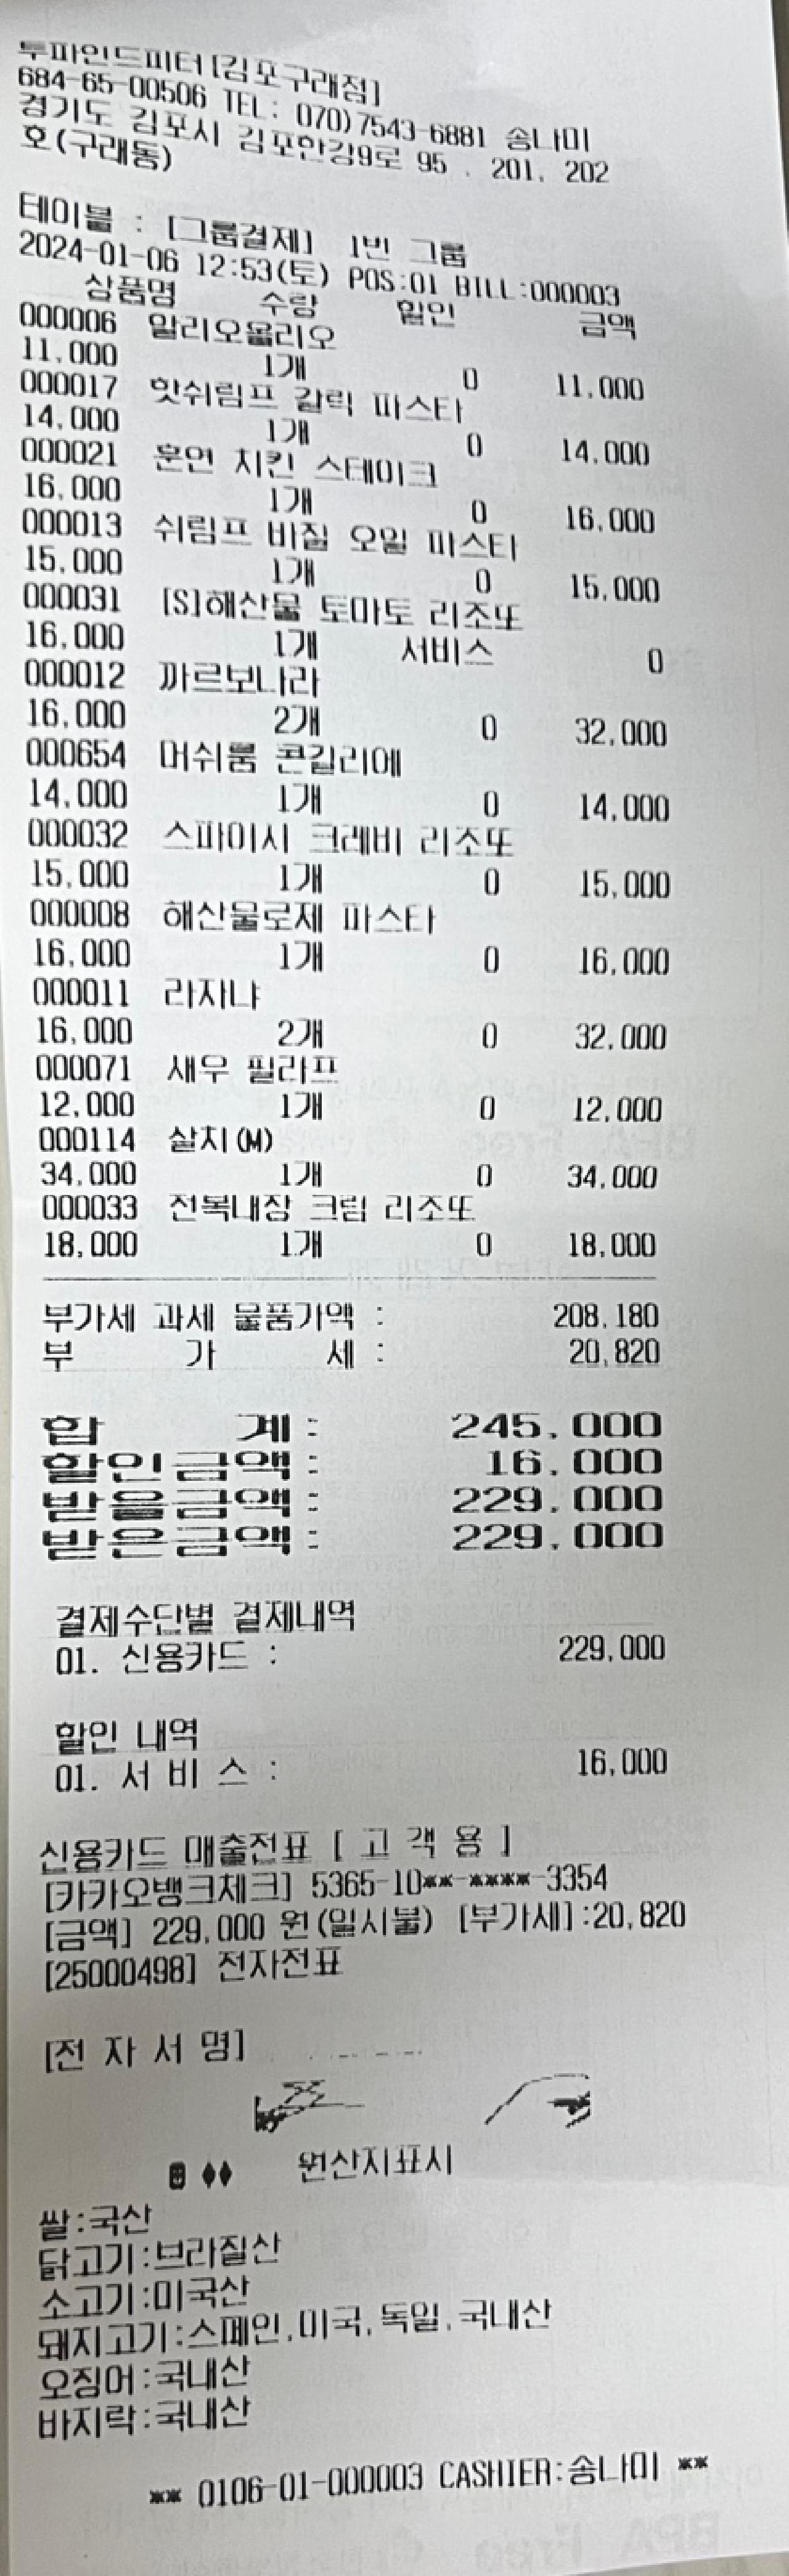 투파인드피터[김포구래점]
684-65-00506 TEL: 070)7543-6881 송나미
경기도 김포시 김포한강9로 95 . 201, 202
호(구래동)
테이블 : [그룹결제] 1번 그룹
2024-01-06 12:53(토) POS:01 BILL:000003
상품명 수량 할인 금액
000006 알리오올리오
11,000 1개 0 11,000
000017 핫쉬림프 갈릭 파스타
14,000 1개 0 14,000
000021 훈연 치킨 스테이크
16,000 1개 0 16,000
000013 쉬림프 바질 오일 파스타
15,000 1개 0 15,000
000031 [S]해산물 토마토 리조또
16,000 1개 서비스 0
000012 까르보나라
16,000 2개 0 32,000
000654 머쉬룸 콘길리에
14,000 1개 0 14,000
000032 스파이시 크래비 리조또
15,000 1개 0 15,000
000008 해산물로제 파스타
16,000 1개 0 16,000
000011 라자냐
16,000 2개 0 32,000
000071 새우 필라프
12,000 1개 0 12,000
000114 살치(M)
34,000 1개 0 34,000
000033 전복내장 크림 리조또
18,000 1개 0 18,000
부가세 과세 물품가액 : 208,180
부 가 세 : 20,820
합 계: 245,000
할인금액: 16,000
받을금액: 229,000
받은금액: 229,000
결제수단별 결제내역
01. 신용카드 : 229,000
할인 내역
01. 서 비 스 : 16,000
신용카드 매출전표 [ 고 객 용 ]
[카카오뱅크체크] 5365-10**-****-3354
[금액] 229,000 원(일시불) [부가세]:20,820
[25000498] 전자전표
[전 자 서 명]
원산지표시
쌀:국산
닭고기:브라질산
소고기:미국산
돼지고기:스페인,미국,독일,국내산
오징어:국내산
바지락:국내산
** 0106-01-000003 CASHIER:송나미 **